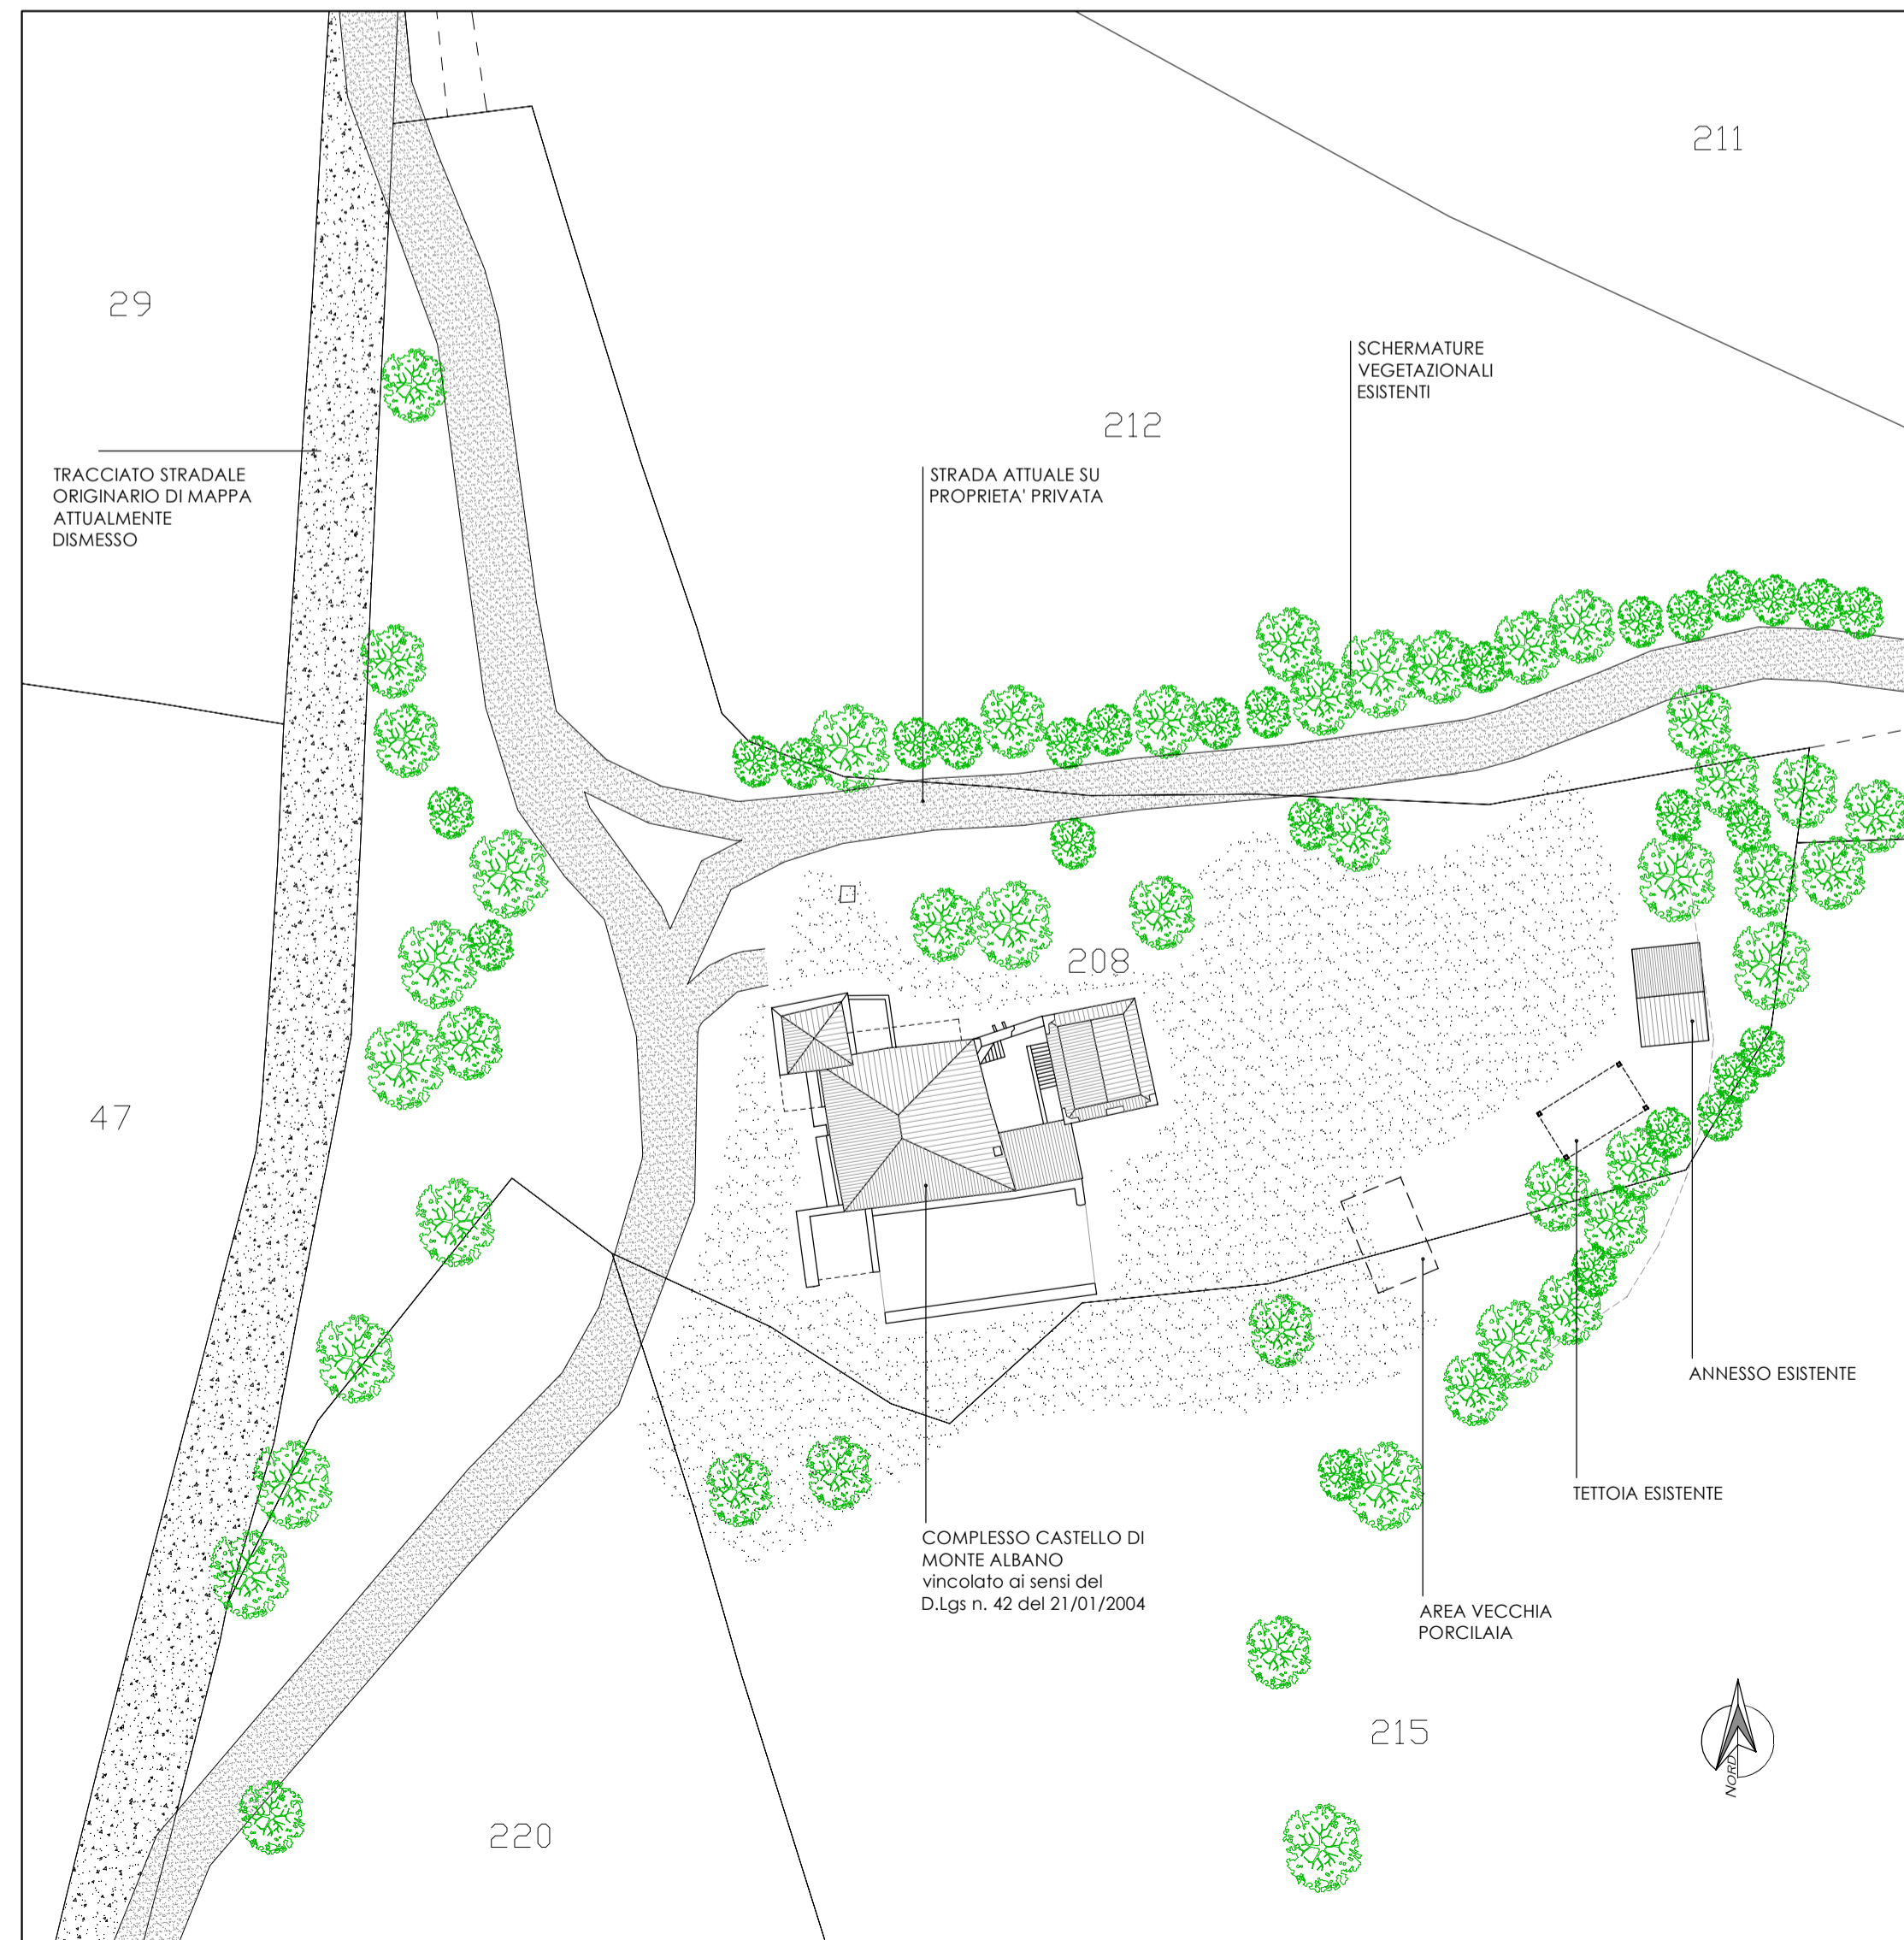 211
29
SCHERMATURE
VEGETAZIONALI
ESISTENTI
212
TRACCIATO STRADALE
ORIGINARIO DI MAPPA
ATTUALMENTE
DISMESSO
STRADA ATTUALE SU
PROPRIETA' PRIVATA
208
47
ANNESSO ESISTENTE
TETTOIA ESISTENTE
COMPLESSO CASTELLO DI
MONTE ALBANO
vincolato ai sensi del
D.Lgs n. 42 del 21/01/2004
AREA VECCHIA
PORCILAIA
215
NORD
220